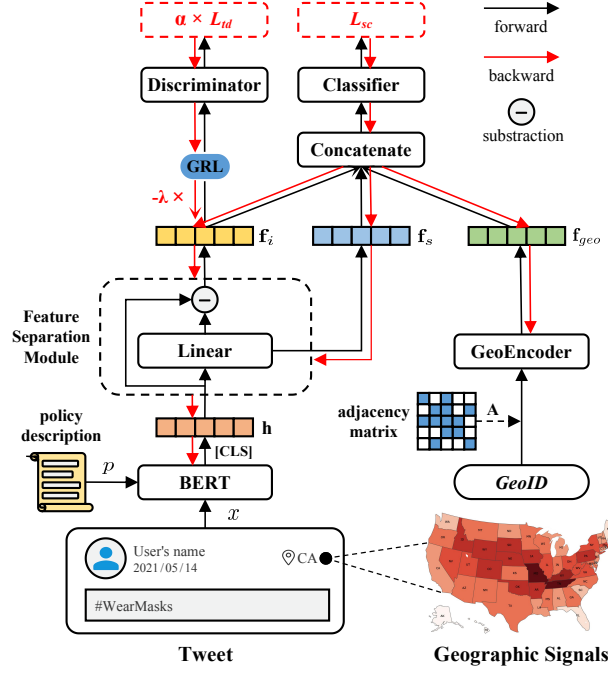 α × L_td
L_sc
forward
Discriminator
Classifier
backward
GRL
Concatenate
substraction
-λ ×
f_i
f_s
f_geo
Feature
Separation
Module
Linear
GeoEncoder
policy
description
h
[CLS]
adjacency
matrix
A
p
BERT
GeoID
x
User's name
2021/05/14
CA
#WearMasks
Tweet
Geographic Signals